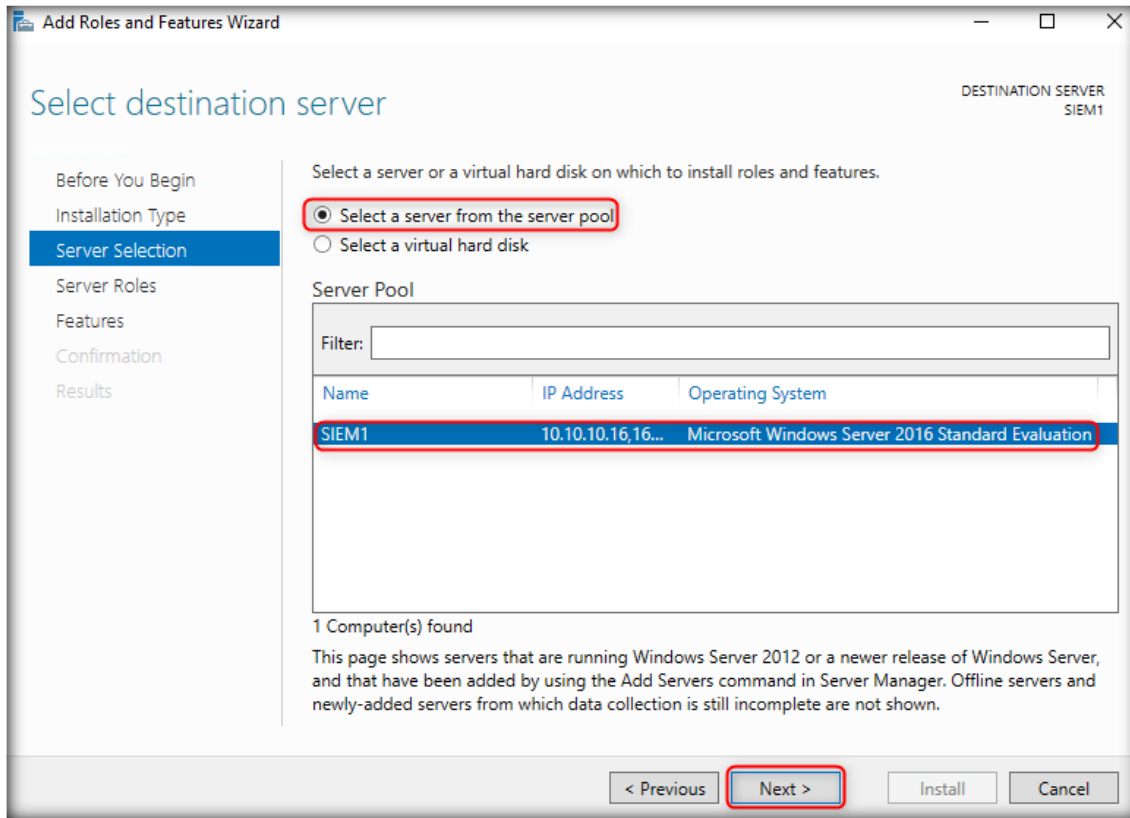 Add Roles and Features Wizard
Select destination server
DESTINATION SERVER
SIEM1
Before You Begin
Installation Type
Server Selection
Server Roles
Features
Confirmation
Results
Select a server or a virtual hard disk on which to install roles and features.
Select a server from the server pool
Select a virtual hard disk
Server Pool
Filter:
Name IP Address Operating System
SIEM1 10.10.10.16,16... Microsoft Windows Server 2016 Standard Evaluation
1 Computer(s) found
This page shows servers that are running Windows Server 2012 or a newer release of Windows Server,
and that have been added by using the Add Servers command in Server Manager. Offline servers and
newly-added servers from which data collection is still incomplete are not shown.
< Previous Next > Install Cancel